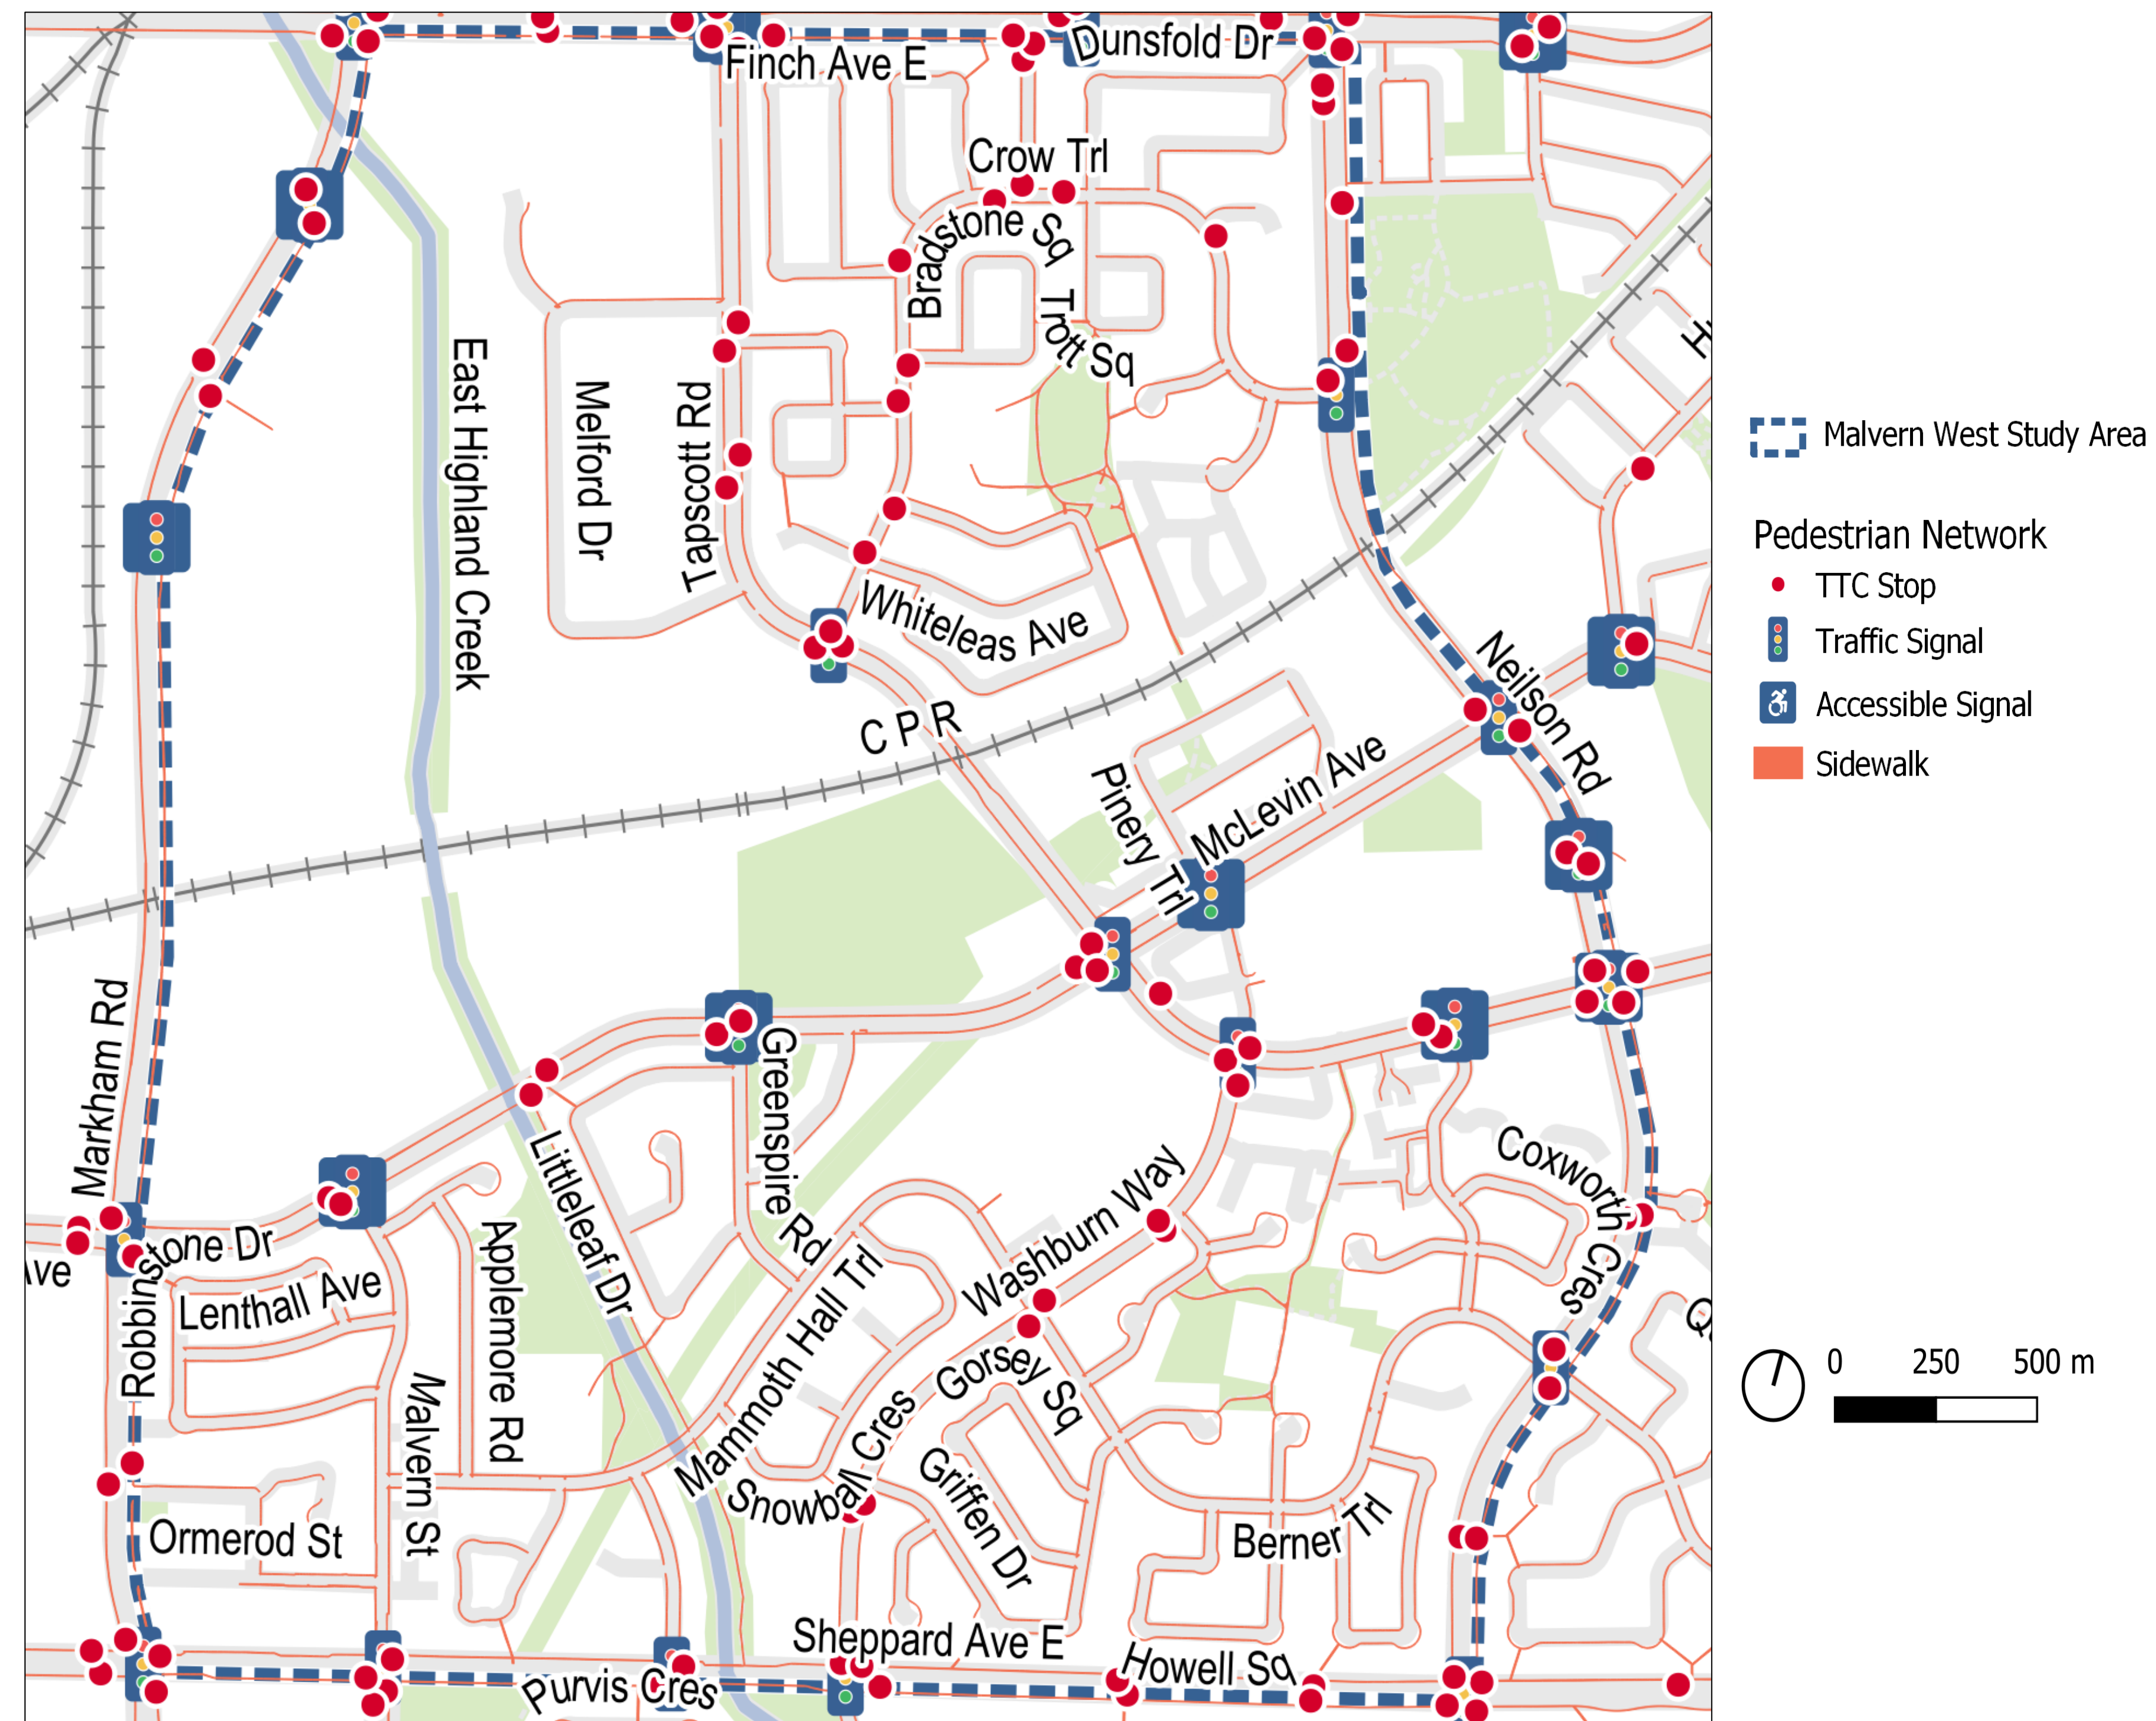 Finch Ave E
Dunsfold Dr
Crow Trl
Bradstone Sq
Trott Sq
East Highland Creek
Melford Dr
Tapscott Rd
Whiteleas Ave
C P R
Neilson Rd
McLevin Ave
Pinery Trl
Markham Rd
Greenspire Rd
Littleleaf Dr
Coxworth Cres
Washburn Way
Robbinstone Dr
Lenthall Ave
Applemore Rd
Mammoth Hall Trl
Gorsey Sq
Malvern St
Snowball Cres
Griffen Dr
Ormerod St
Berner Trl
Sheppard Ave E
Howell Sq
Purvis Cres
Malvern West Study Area
Pedestrian Network
TTC Stop
Traffic Signal
Accessible Signal
Sidewalk
0 250 500 m